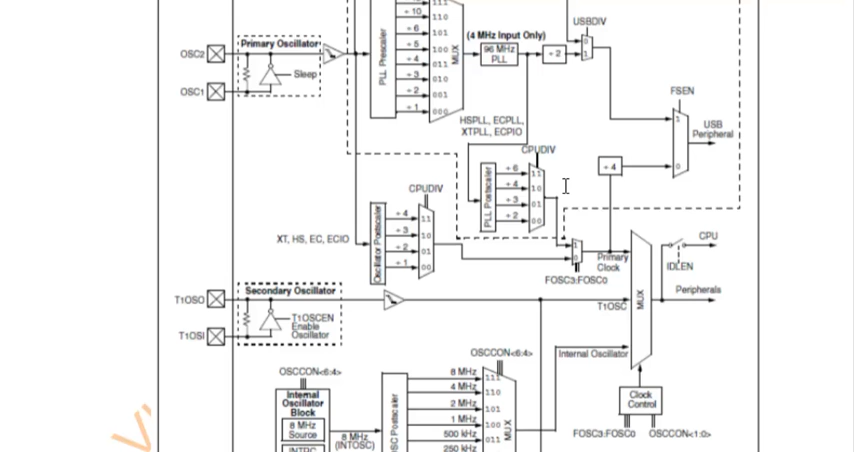 ÷ 10
111
110
÷ 6
101
÷ 5
100
÷ 4
011
÷ 3
010
÷ 2
001
÷ 1
000
PLL Prescaler
MUX
(4 MHz Input Only)
96 MHz
PLL
÷ 2
USBDIV
0
1
OSC2
Primary Oscillator
Sleep
OSC1
FSEN
1
0
USB
Peripheral
÷ 4
HSPLL, ECPLL,
XTPLL, ECPIO
CPUDIV
PLL Postscaler
÷ 6
11
÷ 4
10
÷ 3
01
÷ 2
00
CPUDIV
Oscillator Postscaler
÷ 4
11
÷ 3
10
÷ 2
01
÷ 1
00
XT, HS, EC, ECIO
1
0
Primary
Clock
FOSC3:FOSC0
CPU
IDLEN
Peripherals
MUX
T1OSO
Secondary Oscillator
T1OSC
T1OSCEN
Enable
Oscillator
T1OSI
OSCCON<6:4>
Internal Oscillator
OSCCON<6:4>
Internal
Oscillator
Block
8 MHz
Source
8 MHz
(INTOSC)
INTRC
OSC Postscaler
8 MHz
111
4 MHz
110
2 MHz
101
1 MHz
100
500 kHz
011
250 kHz
MUX
Clock
Control
FOSC3:FOSC0
OSCCON<1:0>